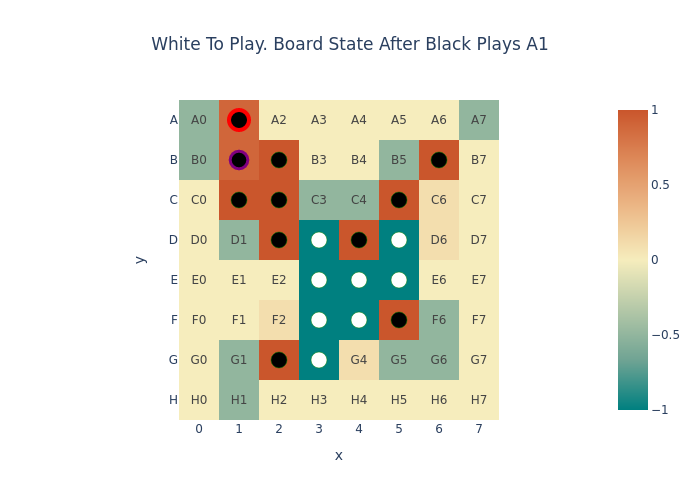 White To Play. Board State After Black Plays A1
A A0 A2 A3 A4 A5 A6 A7
B B0 B3 B4 B5 B7
C C0 C3 C4 C6 C7
D D0 D1 D6 D7
E E0 E1 E2 E6 E7
F F0 F1 F2 F6 F7
G G0 G1 G4 G5 G6 G7
H H0 H1 H2 H3 H4 H5 H6 H7
0 1 2 3 4 5 6 7
x
y
1
0.5
0
−0.5
−1